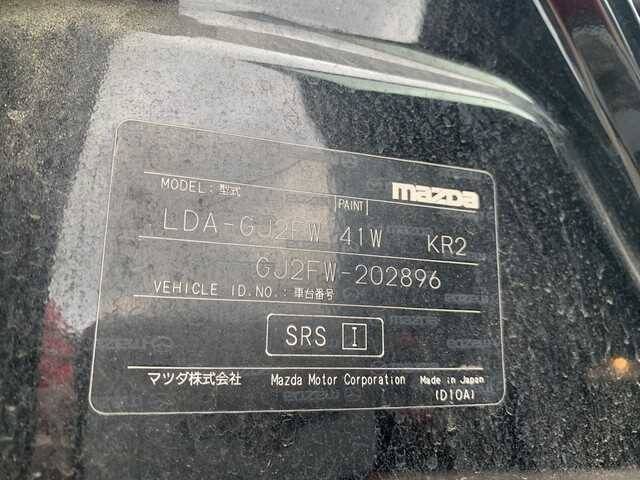 MODEL: 型式 PAINT mazda
LDA-GJ2FW 41W KR2
GJ2FW-202896
VEHICLE ID.NO.: 車台番号
SRS I
マツダ株式会社 Mazda Motor Corporation Made in Japan
(D10A)